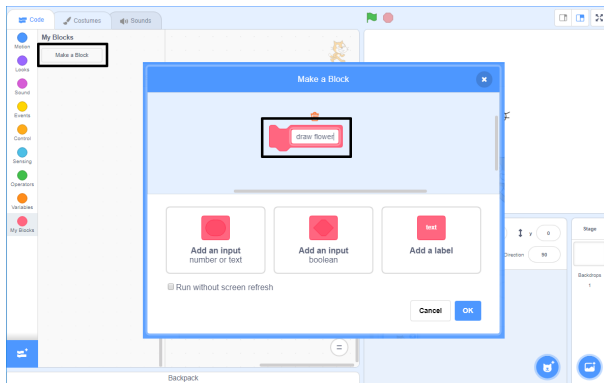 Code Costumes Sounds
My Blocks
Make a Block
Motion
Looks
Sound
Events
Control
Sensing
Operators
Variables
My Blocks
Make a Block
draw flower
text
Add an input
number or text
Add an input
boolean
Add a label
Run without screen refresh
Cancel OK
y 0
Direction 90
Stage
Backdrops
1
Backpack